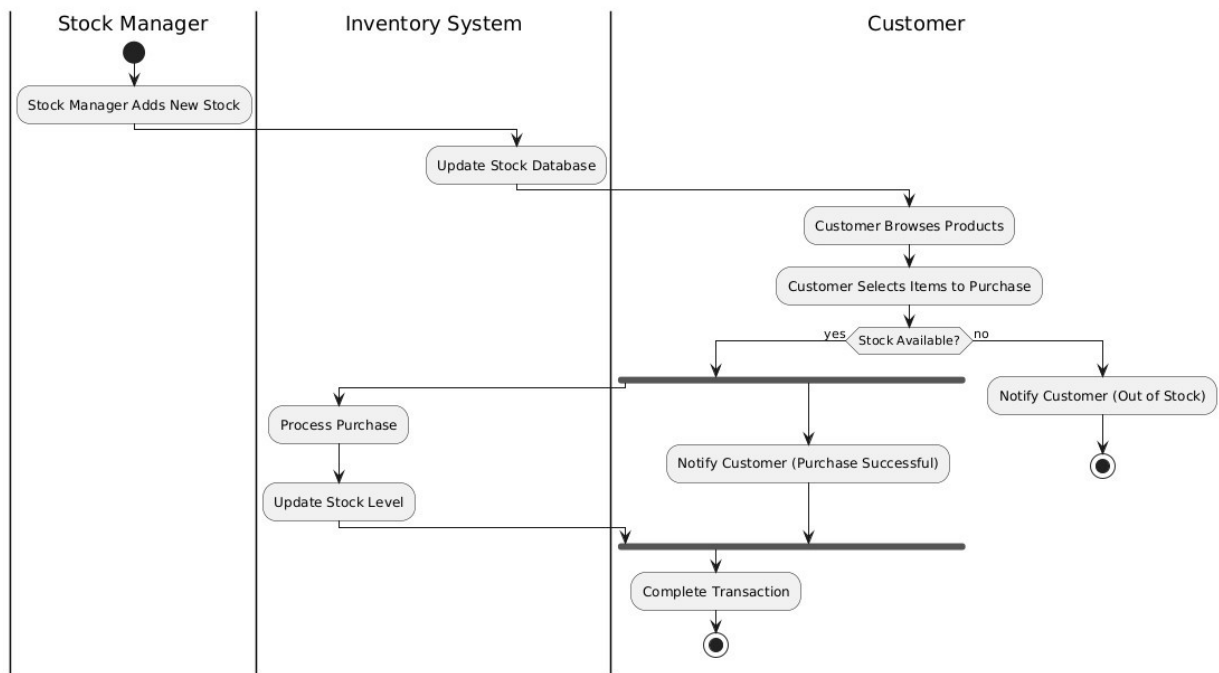 Stock Manager
Inventory System
Customer
Stock Manager Adds New Stock
Update Stock Database
Customer Browses Products
Customer Selects Items to Purchase
yes
Stock Available?
no
Notify Customer (Out of Stock)
Process Purchase
Notify Customer (Purchase Successful)
Update Stock Level
Complete Transaction